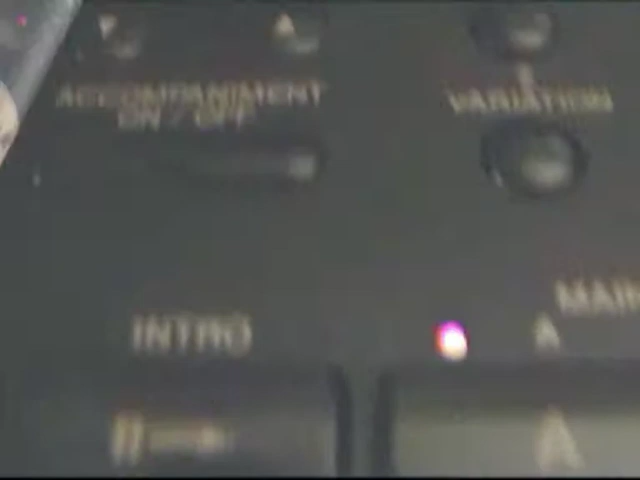 ACCOMPANIMENT
ON / OFF
VARIATION
MAIN
INTRO
A
A